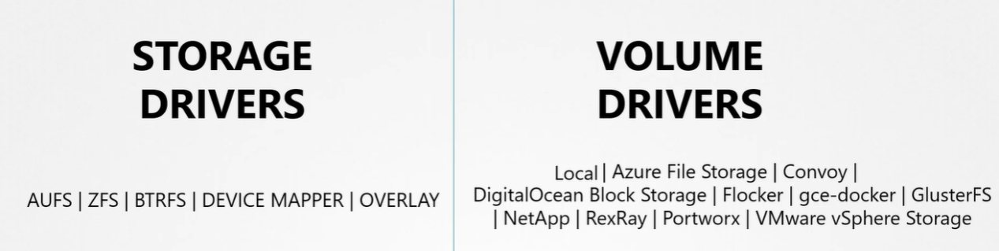 STORAGE
DRIVERS
AUFS | ZFS | BTRFS | DEVICE MAPPER | OVERLAY
VOLUME
DRIVERS
Local | Azure File Storage | Convoy |
DigitalOcean Block Storage | Flocker | gce-docker | GlusterFS
| NetApp | RexRay | Portworx | VMware vSphere Storage